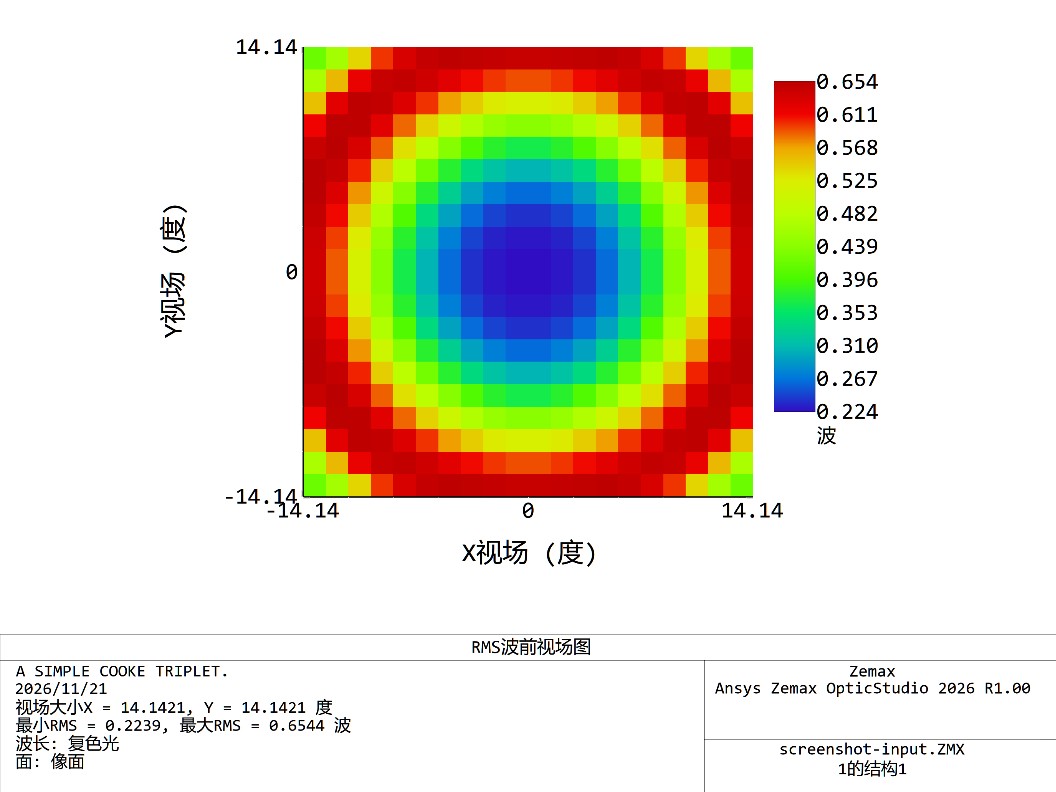 14.14
0
-14.14
Y视场 (度)
-14.14
0
14.14
X视场 (度)
0.654
0.611
0.568
0.525
0.482
0.439
0.396
0.353
0.310
0.267
0.224
波
RMS波前视场图
A SIMPLE COOKE TRIPLET.
2026/11/21
视场大小X = 14.1421, Y = 14.1421 度
最小RMS = 0.2239, 最大RMS = 0.6544 波
波长: 复色光
面: 像面
Zemax
Ansys Zemax OpticStudio 2026 R1.00
screenshot-input.ZMX
1的结构1